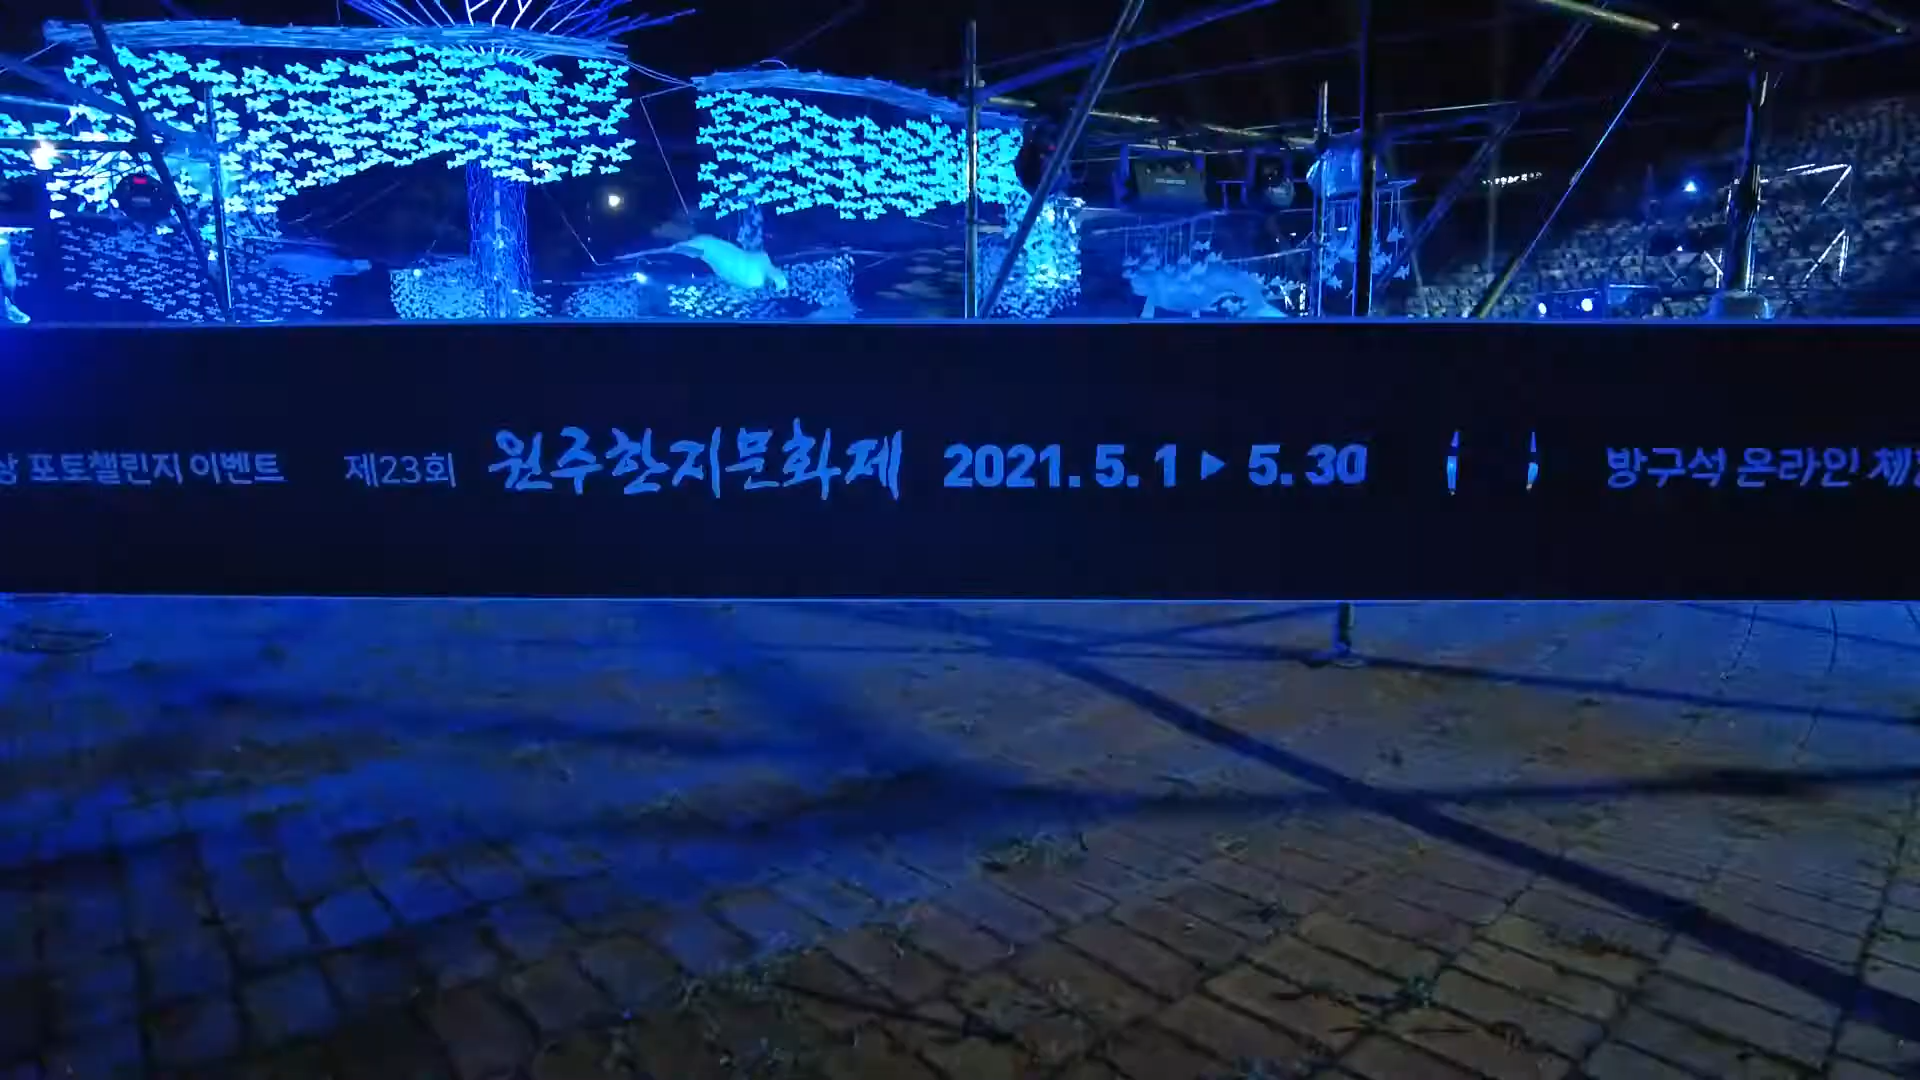 포토챌린지 이벤트 제23회 원주한지문화제 2021.5.1 ▶ 5.30 방구석 온라인